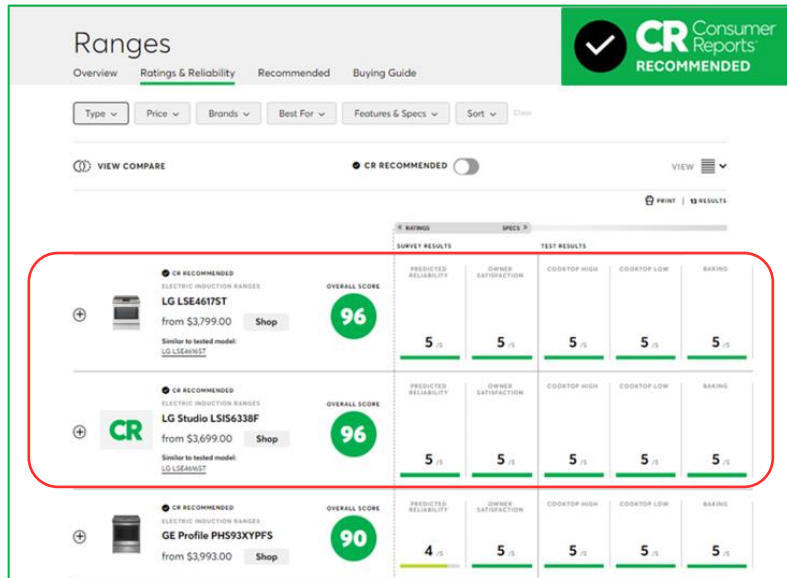 Ranges
CR Consumer Reports
RECOMMENDED
Overview Ratings & Reliability Recommended Buying Guide
Type Price Brands Best For Features & Specs Sort Clear
VIEW COMPARE CR RECOMMENDED VIEW
PRINT | 13 RESULTS
« RATINGS SPECS »
SURVEY RESULTS TEST RESULTS
CR RECOMMENDED
ELECTRIC INDUCTION RANGES
LG LSE4617ST
from $3,799.00 Shop
Similar to tested model:
LG LSE4616ST
OVERALL SCORE
96
PREDICTED RELIABILITY OWNER SATISFACTION COOKTOP HIGH COOKTOP LOW BAKING
5 /5 5 /5 5 /5 5 /5 5 /5
CR
CR RECOMMENDED
ELECTRIC INDUCTION RANGES
LG Studio LSIS6338F
from $3,699.00 Shop
Similar to tested model:
LG LSE4616ST
OVERALL SCORE
96
PREDICTED RELIABILITY OWNER SATISFACTION COOKTOP HIGH COOKTOP LOW BAKING
5 /5 5 /5 5 /5 5 /5 5 /5
CR RECOMMENDED
ELECTRIC INDUCTION RANGES
GE Profile PHS93XYPFS
from $3,993.00 Shop
OVERALL SCORE
90
PREDICTED RELIABILITY OWNER SATISFACTION COOKTOP HIGH COOKTOP LOW BAKING
4 /5 5 /5 5 /5 5 /5 5 /5